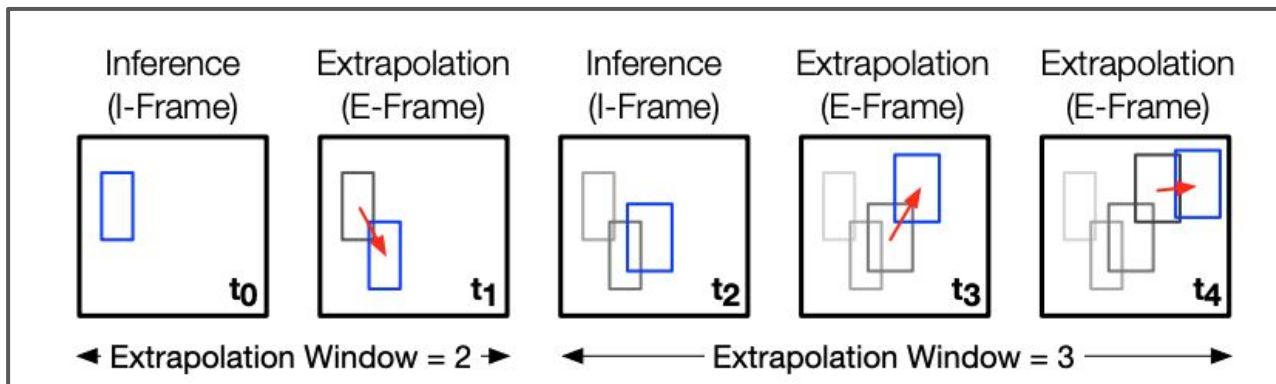 Inference
(I-Frame)
Extrapolation
(E-Frame)
Inference
(I-Frame)
Extrapolation
(E-Frame)
Extrapolation
(E-Frame)
t0
t1
t2
t3
t4
Extrapolation Window = 2
Extrapolation Window = 3